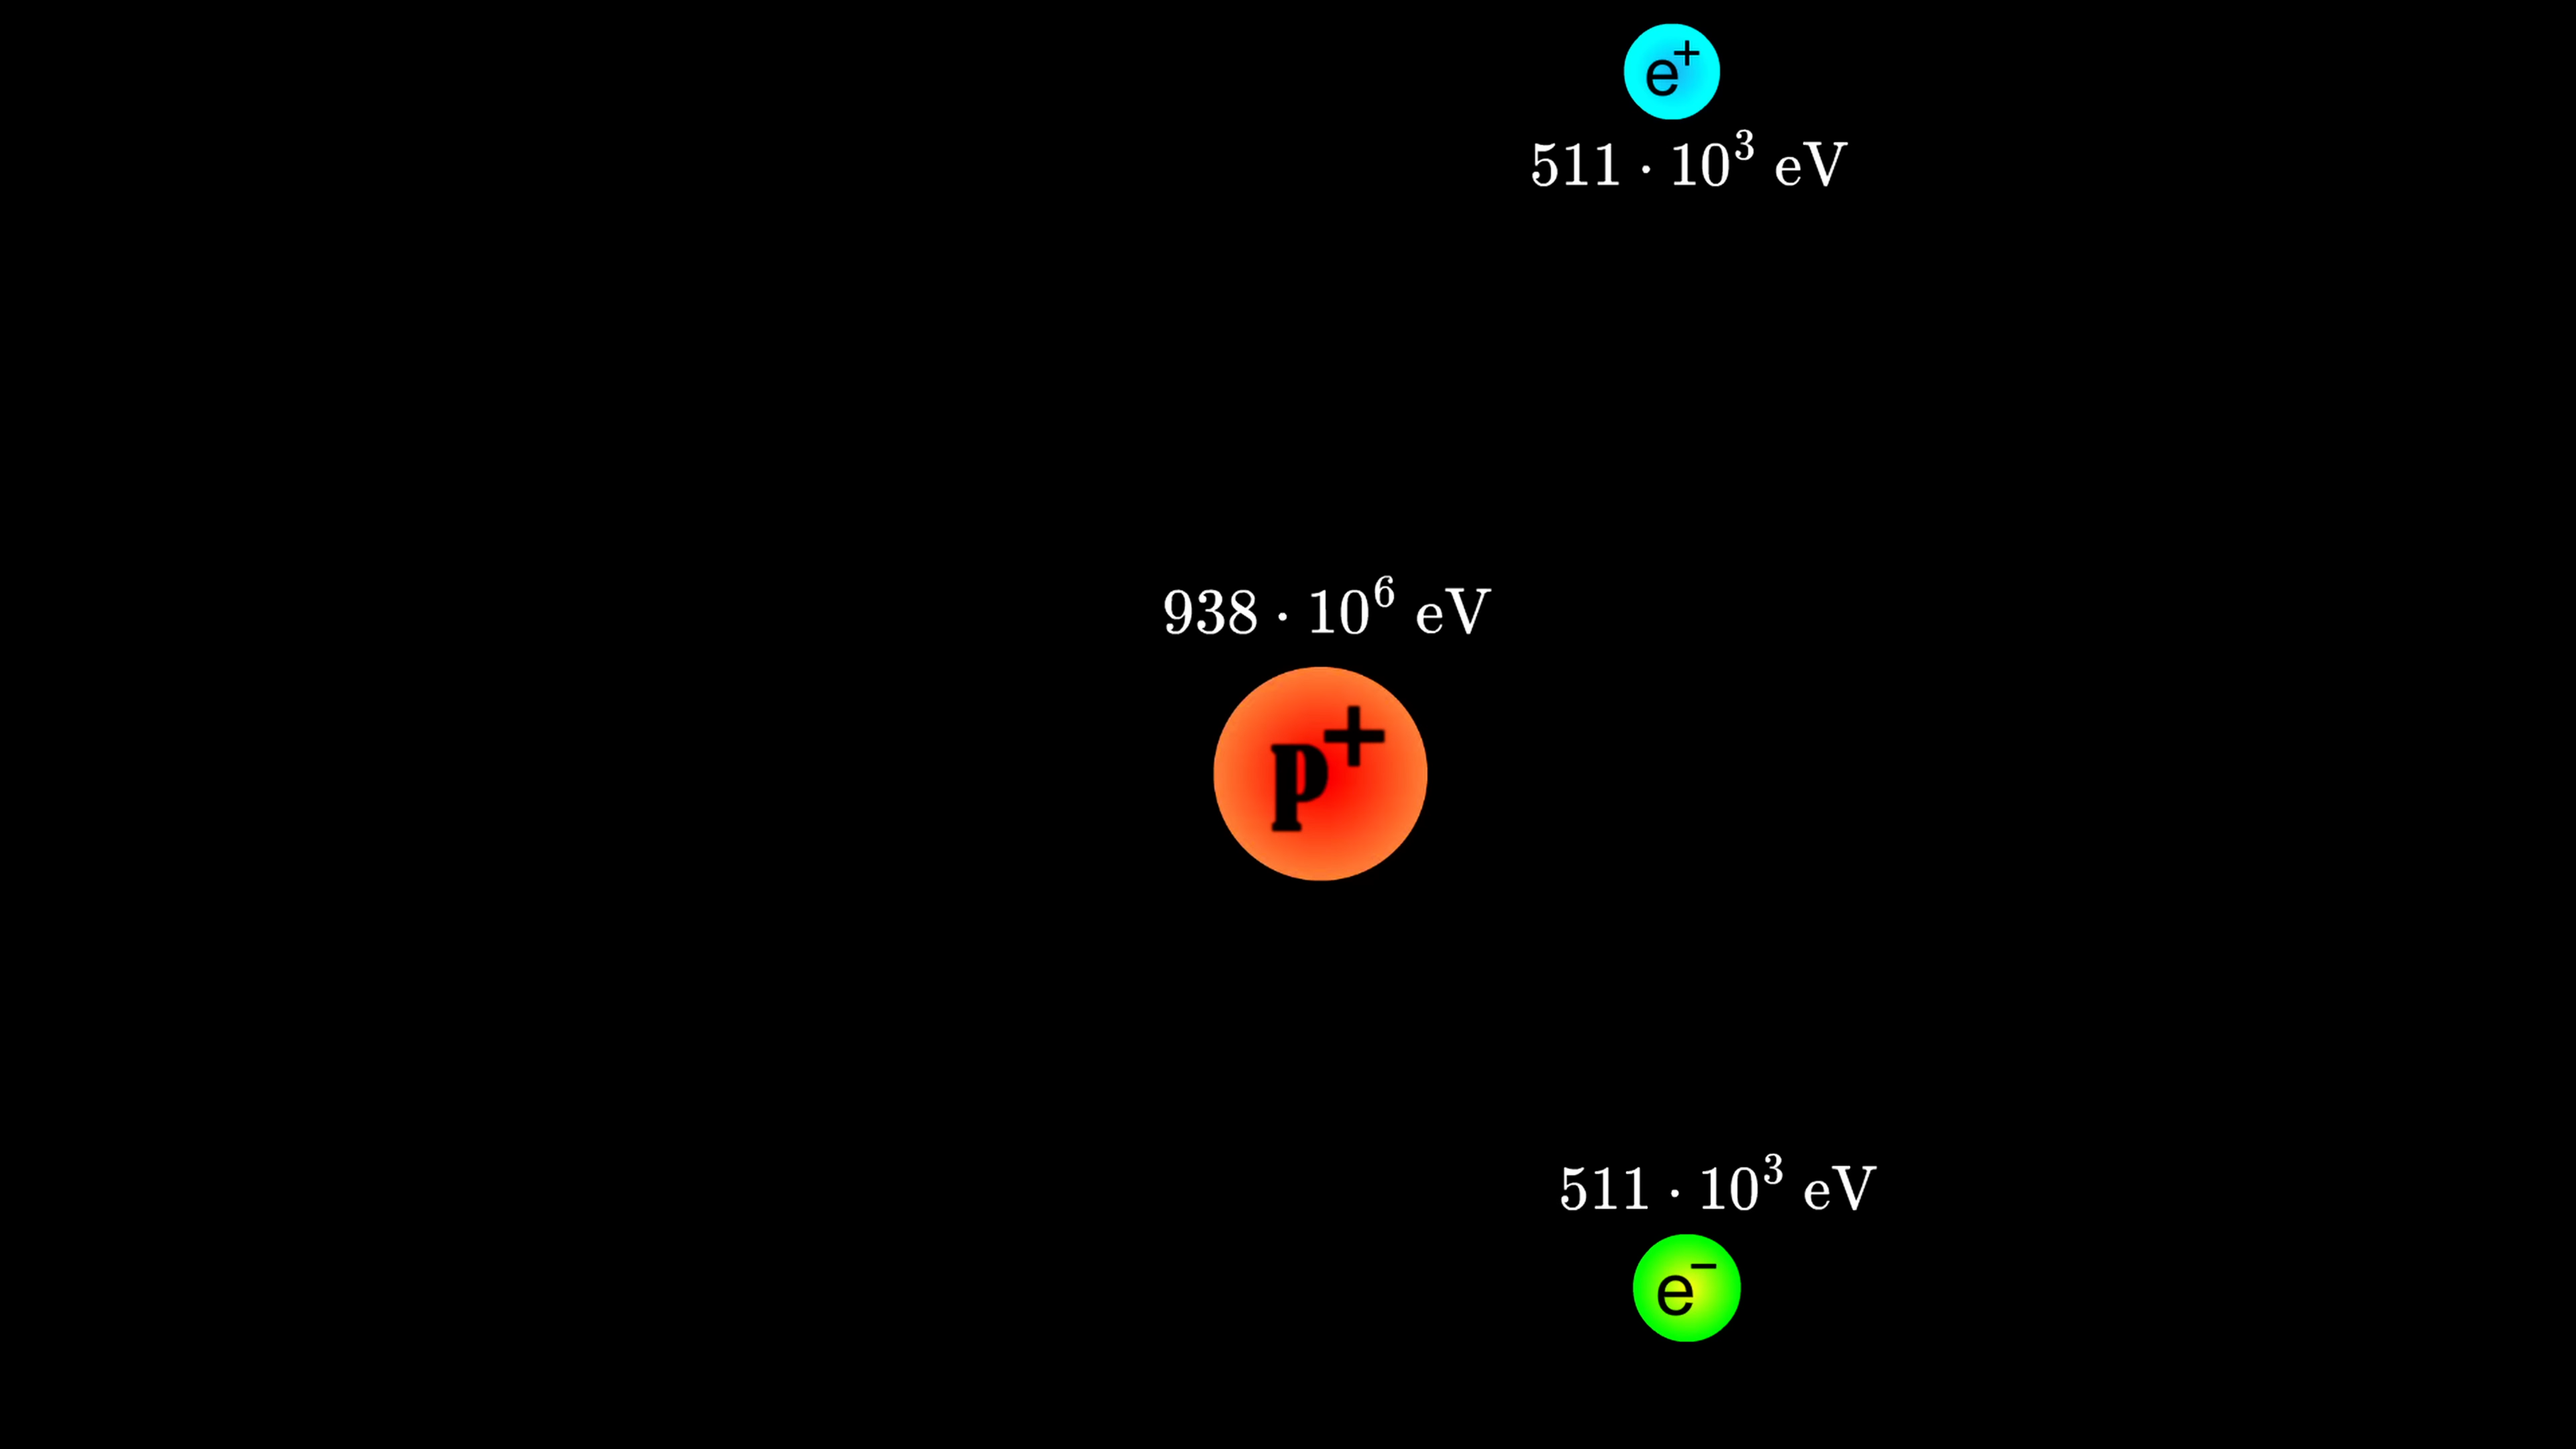 e⁺
511 · 10³ eV
938 · 10⁶ eV
p⁺
511 · 10³ eV
e⁻